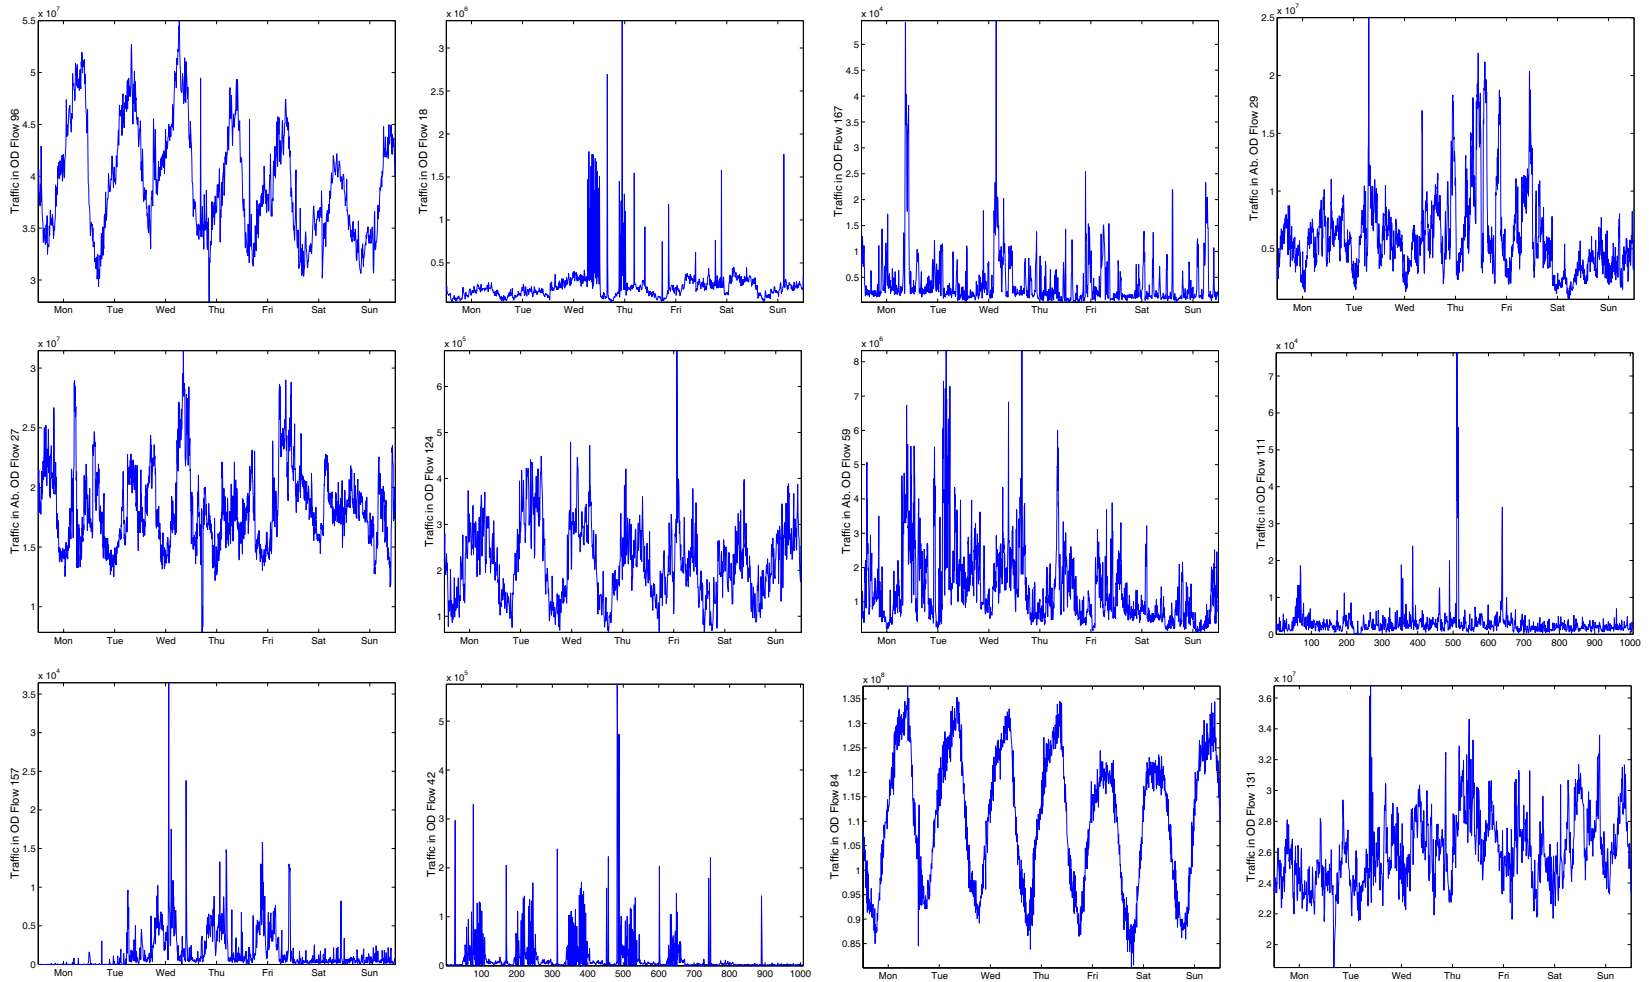 x 10^7
5.5
5
4.5
4
3.5
3
Traffic in OD Flow 96
Mon Tue Wed Thu Fri Sat Sun
x 10^6
3
2.5
2
1.5
1
0.5
Traffic in OD Flow 18
Mon Tue Wed Thu Fri Sat Sun
x 10^4
5
4.5
4
3.5
3
2.5
2
1.5
1
0.5
Traffic in OD Flow 167
Mon Tue Wed Thu Fri Sat Sun
x 10^7
2.5
2
1.5
1
0.5
Traffic in Ab. OD Flow 29
Mon Tue Wed Thu Fri Sat Sun
x 10^7
3
2.5
2
1.5
1
Traffic in Ab. OD Flow 27
Mon Tue Wed Thu Fri Sat Sun
x 10^5
6
5
4
3
2
1
Traffic in OD Flow 124
Mon Tue Wed Thu Fri Sat Sun
x 10^6
8
7
6
5
4
3
2
1
Traffic in Ab. OD Flow 59
Mon Tue Wed Thu Fri Sat Sun
x 10^4
7
6
5
4
3
2
1
0
Traffic in OD Flow 111
100 200 300 400 500 600 700 800 900 1001
x 10^4
3.5
3
2.5
2
1.5
1
0.5
0
Traffic in OD Flow 157
Mon Tue Wed Thu Fri Sat Sun
x 10^5
5
4
3
2
1
0
Traffic in OD Flow 42
100 200 300 400 500 600 700 800 900 1001
x 10^8
1.35
1.3
1.25
1.2
1.15
1.1
1.05
1
0.95
0.9
0.85
Traffic in OD Flow 84
Mon Tue Wed Thu Fri Sat Sun
x 10^7
3.6
3.4
3.2
3
2.8
2.6
2.4
2.2
2
Traffic in OD Flow 131
Mon Tue Wed Thu Fri Sat Sun